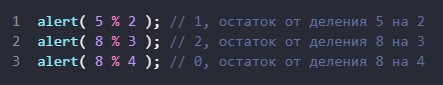 1 alert( 5 % 2 ); // 1, остаток от деления 5 на 2
2 alert( 8 % 3 ); // 2, остаток от деления 8 на 3
3 alert( 8 % 4 ); // 0, остаток от деления 8 на 4